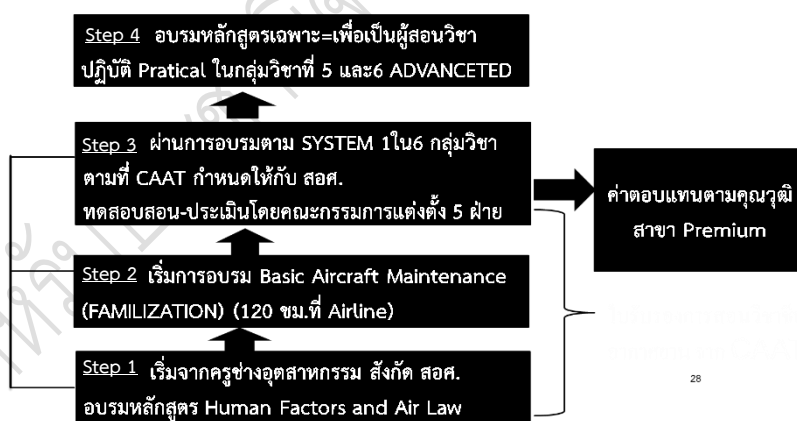 Step 4 อบรมหลักสูตรเฉพาะ=เพื่อเป็นผู้สอนวิชา
ปฏิบัติ Pratical ในกลุ่มวิชาที่ 5 และ6 ADVANCETED
Step 3 ผ่านการอบรมตาม SYSTEM 1ใน6 กลุ่มวิชา
ตามที่ CAAT กำหนดให้กับ สอศ.
ทดสอบสอน-ประเมินโดยคณะกรรมการแต่งตั้ง 5 ฝ่าย
ค่าตอบแทนตามคุณวุฒิ
สาขา Premium
Step 2 เริ่มการอบรม Basic Aircraft Maintenance
(FAMILIZATION) (120 ชม.ที่ Airline)
Step 1 เริ่มจากครูช่างอุตสาหกรรม สังกัด สอศ.
อบรมหลักสูตร Human Factors and Air Law
28